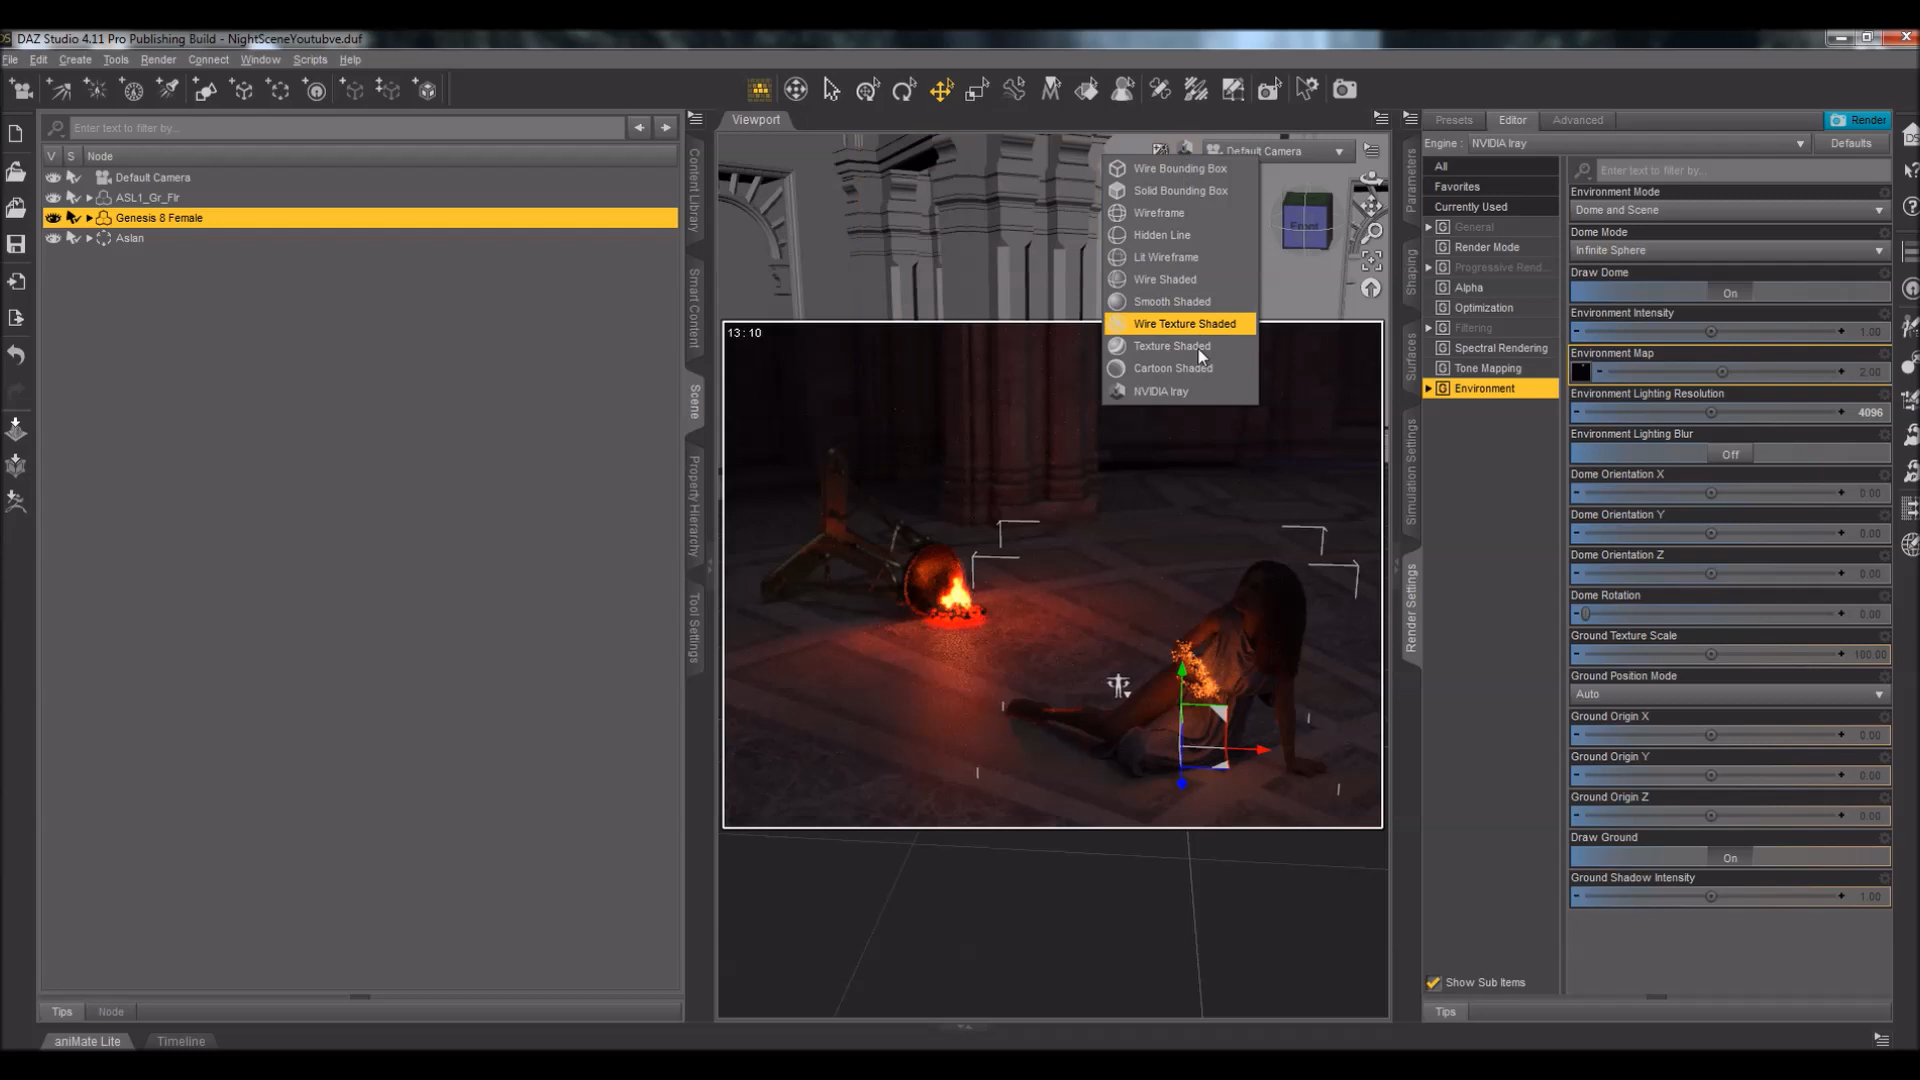 DAZ Studio 4.11 Pro Publishing Build - NightSceneYoutubve.duf
File Edit Create Tools Render Connect Window Scripts Help
Enter text to filter by...
V S Node
Default Camera
ASL1_Gr_Flr
Genesis 8 Female
Aslan
Tips Node
aniMate Lite Timeline
Content Library
Smart Content
Scene
Property Hierarchy
Tool Settings
Viewport
Default Camera
Front
Wire Bounding Box
Solid Bounding Box
Wireframe
Hidden Line
Lit Wireframe
Wire Shaded
Smooth Shaded
Wire Texture Shaded
Texture Shaded
Cartoon Shaded
NVIDIA Iray
13 : 10
Parameters
Shaping
Surfaces
Simulation Settings
Render Settings
Presets Editor Advanced Render
Engine : NVIDIA Iray Defaults
All
Favorites
Currently Used
General
Render Mode
Progressive Rend...
Alpha
Optimization
Filtering
Spectral Rendering
Tone Mapping
Environment
Show Sub Items
Tips
Enter text to filter by...
Environment Mode
Dome and Scene
Dome Mode
Infinite Sphere
Draw Dome
On
Environment Intensity
1.00
Environment Map
2.00
Environment Lighting Resolution
4096
Environment Lighting Blur
Off
Dome Orientation X
0.00
Dome Orientation Y
0.00
Dome Orientation Z
0.00
Dome Rotation
0.00
Ground Texture Scale
100.00
Ground Position Mode
Auto
Ground Origin X
0.00
Ground Origin Y
0.00
Ground Origin Z
0.00
Draw Ground
On
Ground Shadow Intensity
1.00